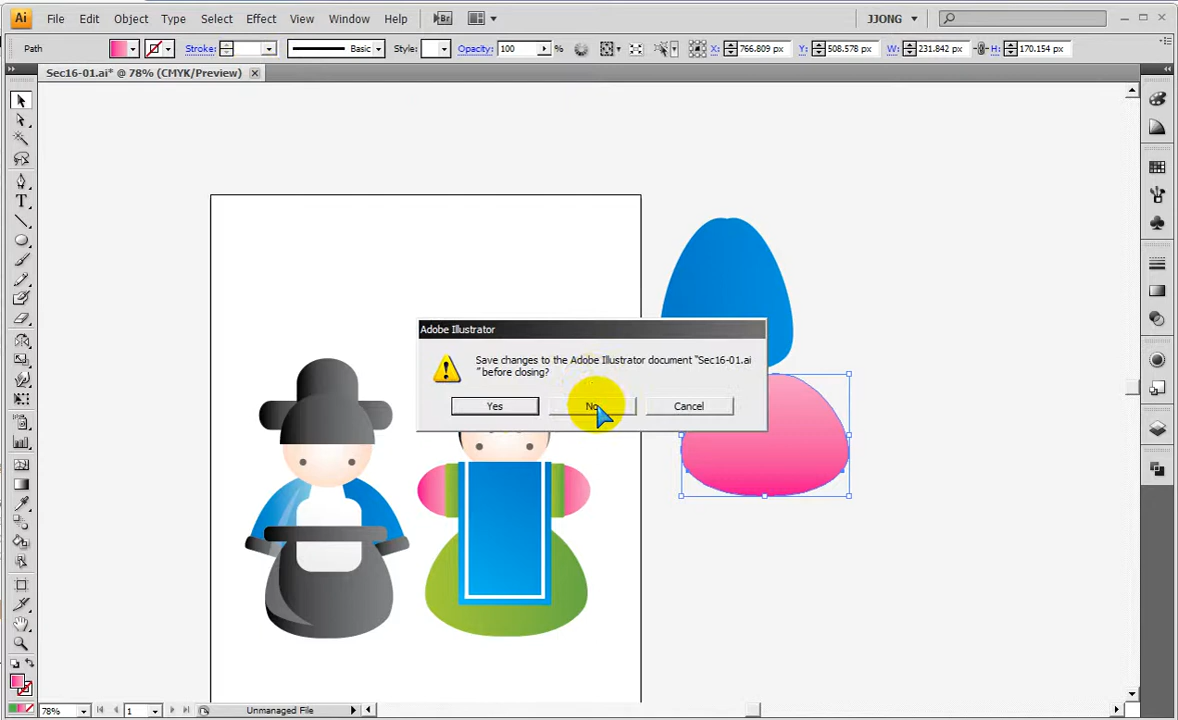 Ai File Edit Object Type Select Effect View Window Help Br JJONG
Path Stroke: Basic Style: Opacity: 100 % X: 766.809 px Y: 508.578 px W: 231.842 px H: 170.154 px
Sec16-01.ai* @ 78% (CMYK/Preview)
Adobe Illustrator
Save changes to the Adobe Illustrator document "Sec16-01.ai
" before closing?
Yes No Cancel
78% 1 Unmanaged File